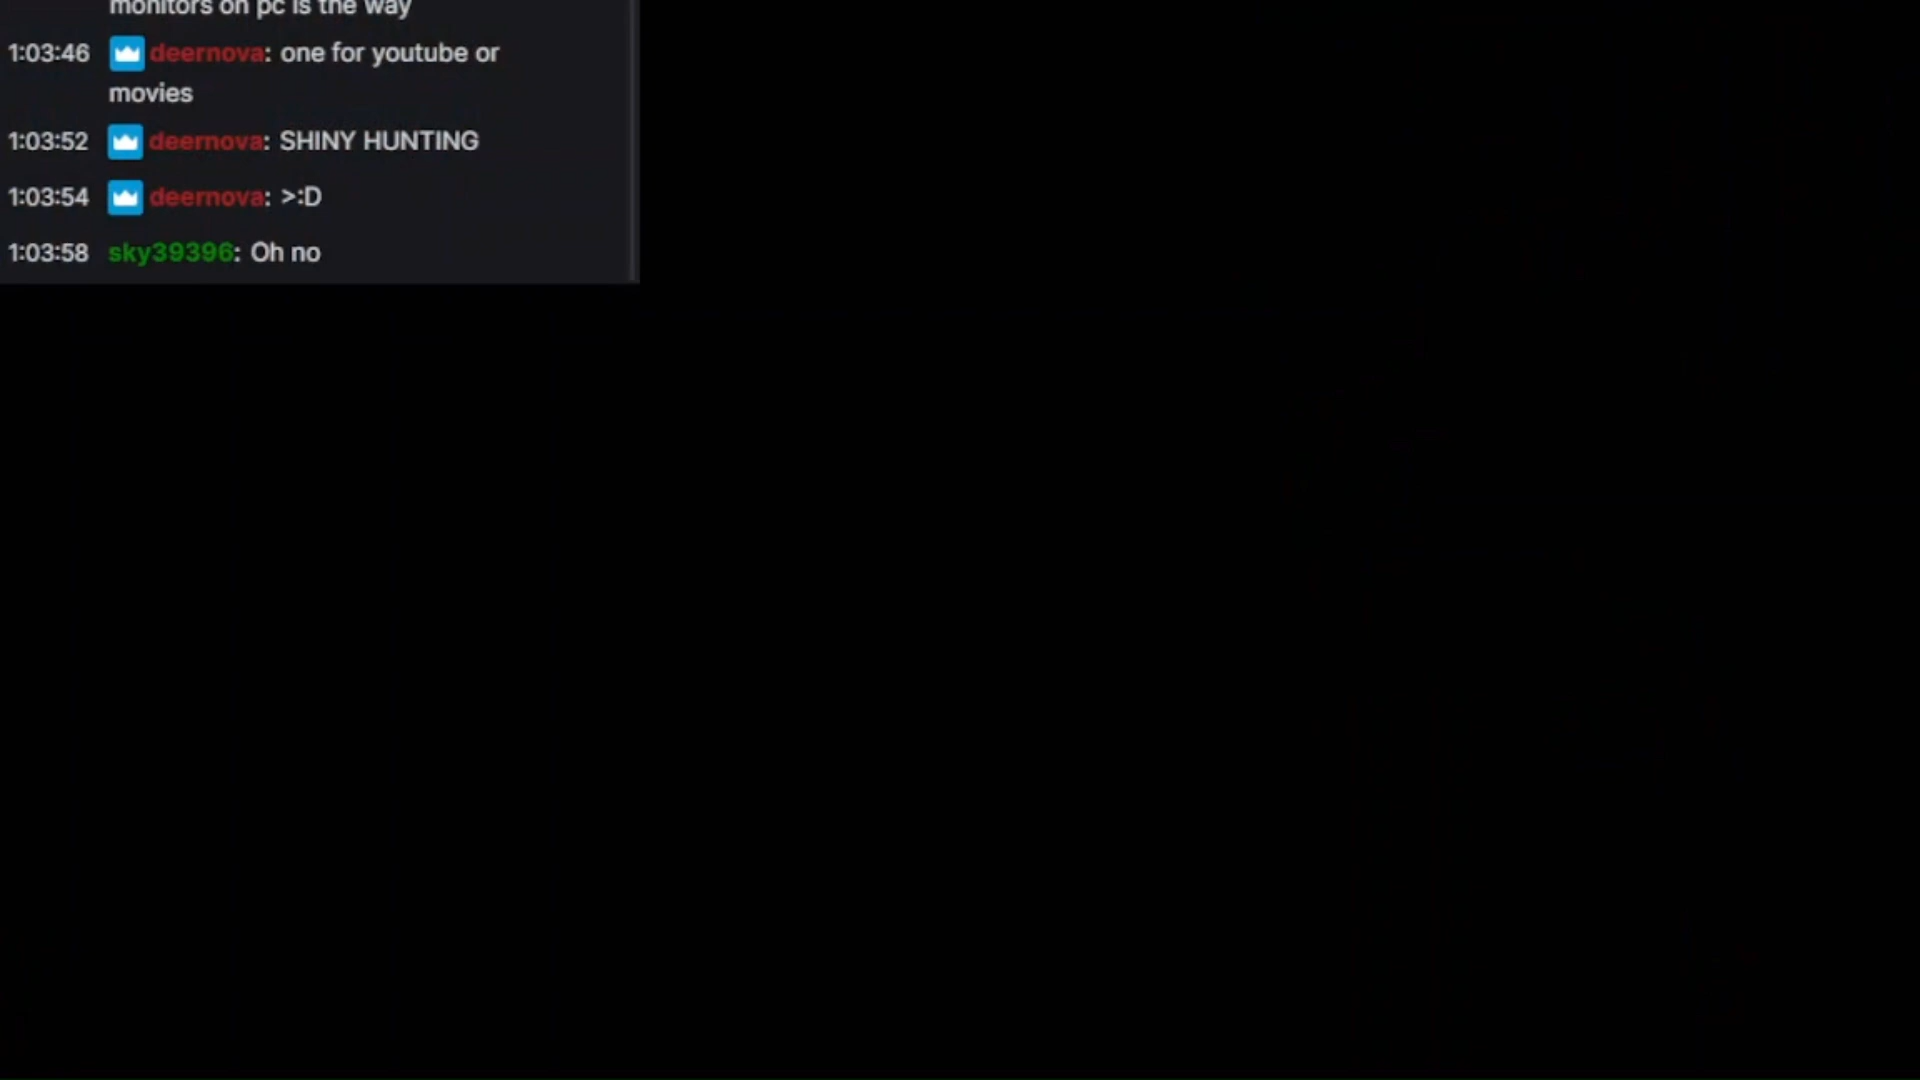 monitors on pc is the way
1:03:46 deernova: one for youtube or
movies
1:03:52 deernova: SHINY HUNTING
1:03:54 deernova: >:D
1:03:58 sky39396: Oh no